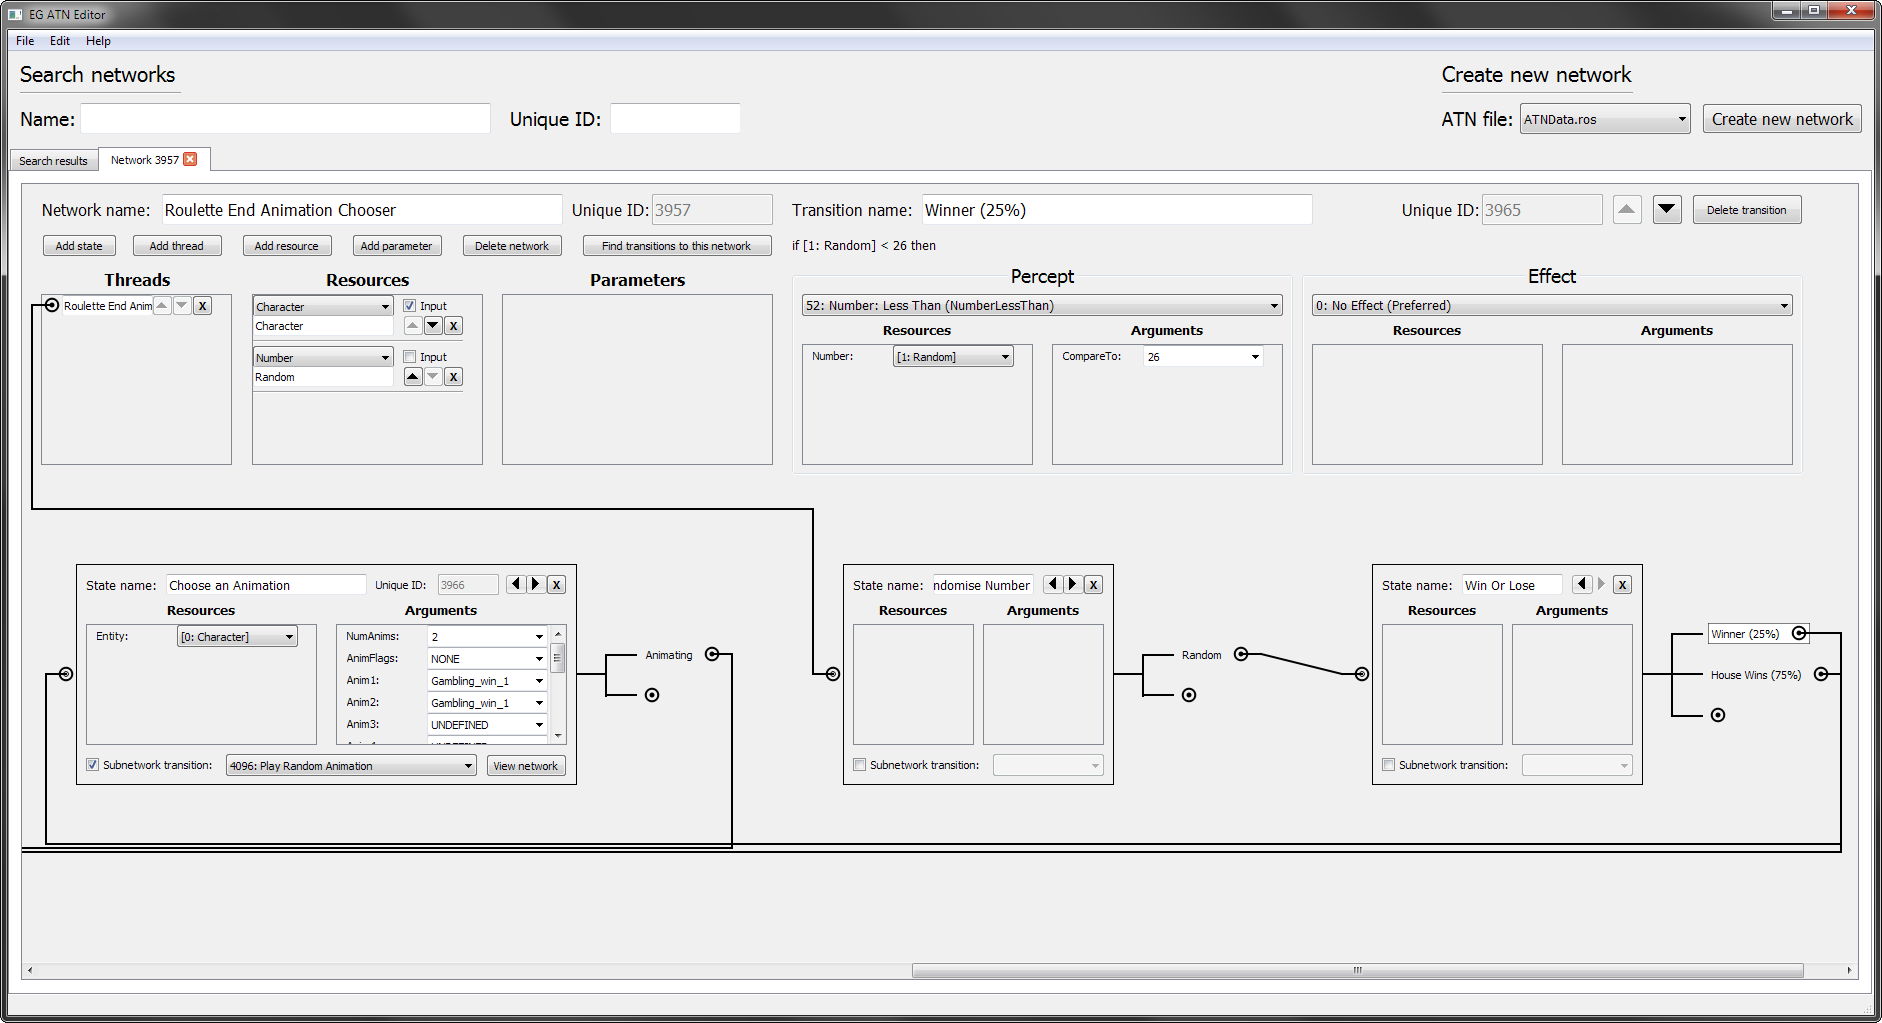 EG ATN Editor
File Edit Help
Search networks
Create new network
Name:
Unique ID:
ATN file: ATNData.ros
Create new network
Search results
Network 3957
Network name: Roulette End Animation Chooser
Unique ID: 3957
Transition name: Winner (25%)
Unique ID: 3965
Delete transition
Add state
Add thread
Add resource
Add parameter
Delete network
Find transitions to this network
if [1: Random] < 26 then
Threads
Resources
Parameters
Percept
Effect
Roulette End Anim
X
Character
Input
Character
X
Number
Input
Random
X
52: Number: Less Than (NumberLessThan)
Resources
Arguments
Number: [1: Random]
CompareTo: 26
0: No Effect (Preferred)
Resources
Arguments
State name: Choose an Animation
Unique ID: 3966
X
Resources
Arguments
Entity: [0: Character]
NumAnims: 2
AnimFlags: NONE
Anim1: Gambling_win_1
Anim2: Gambling_win_1
Anim3: UNDEFINED
Subnetwork transition: 4096: Play Random Animation
View network
Animating
State name: ndomise Number
X
Resources
Arguments
Subnetwork transition:
Random
State name: Win Or Lose
X
Resources
Arguments
Subnetwork transition:
Winner (25%)
House Wins (75%)